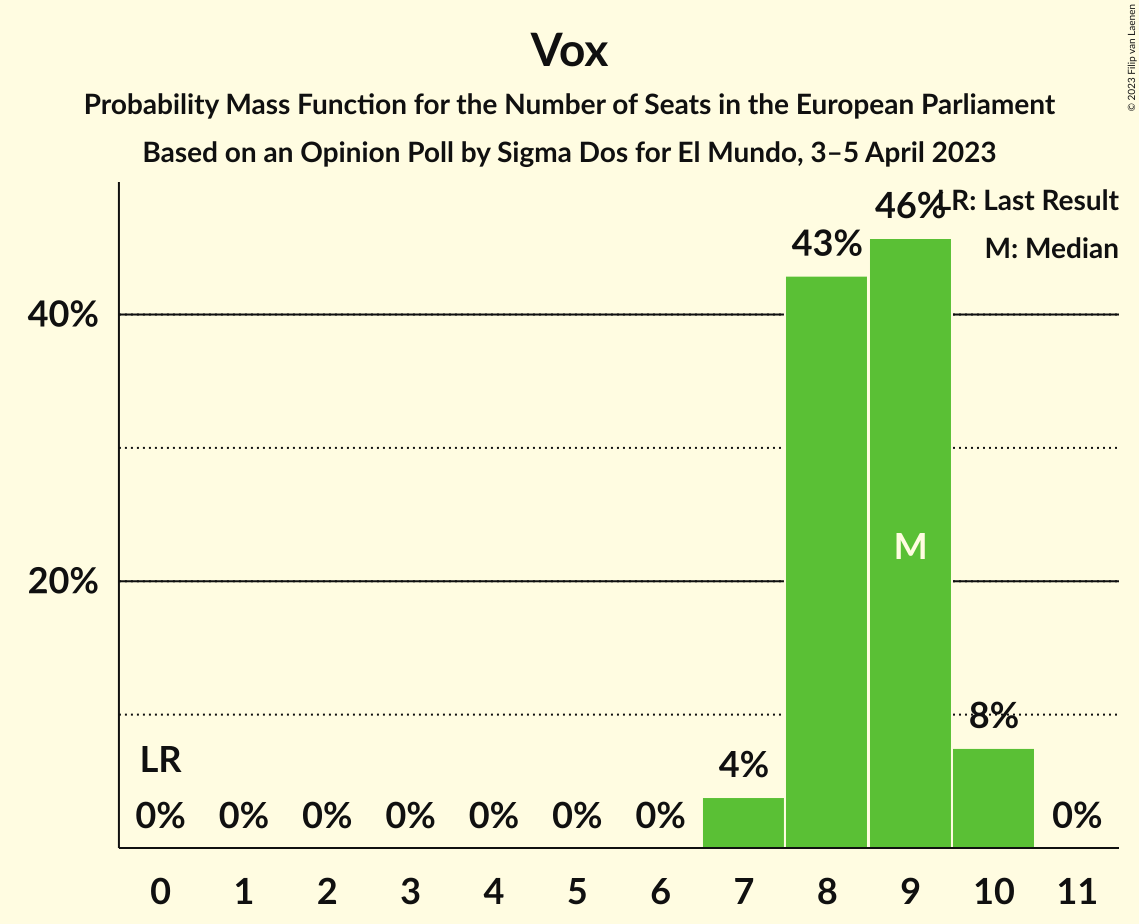 Vox
Probability Mass Function for the Number of Seats in the European Parliament
Based on an Opinion Poll by Sigma Dos for El Mundo, 3–5 April 2023
© 2023 Filip van Laenen
LR: Last Result
M: Median
46%
43%
40%
M
20%
8%
LR
4%
0% 0% 0% 0% 0% 0% 0% 0%
0 1 2 3 4 5 6 7 8 9 10 11